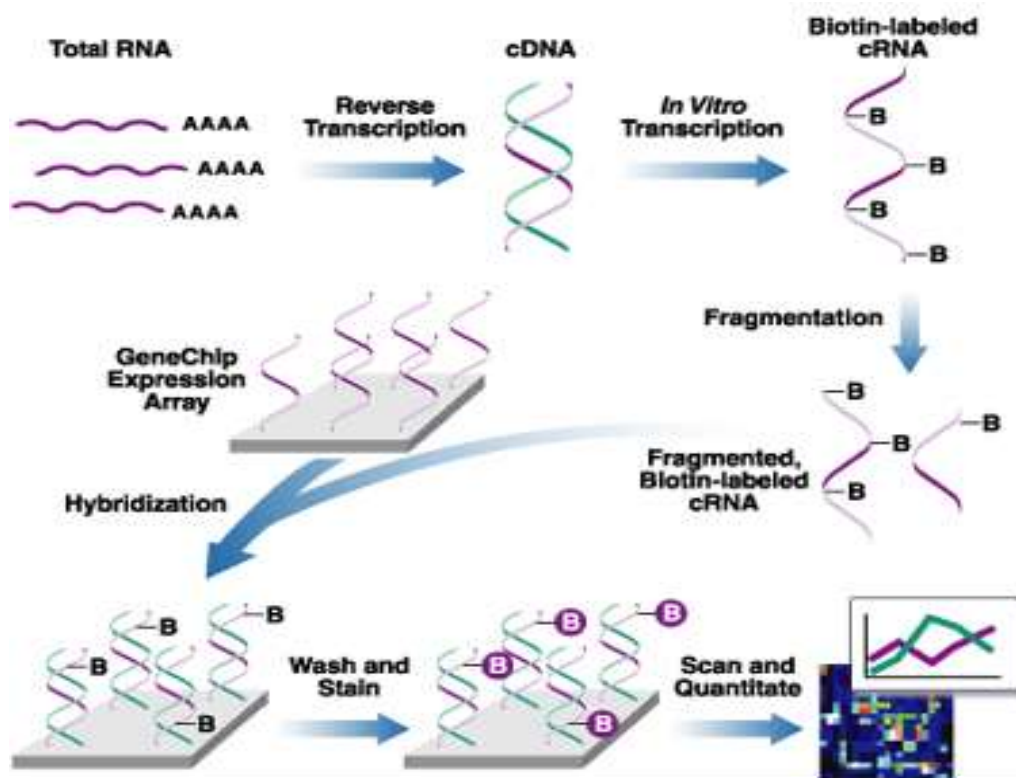 Total RNA
AAAA
AAAA
AAAA
Reverse
Transcription
cDNA
In Vitro
Transcription
Biotin-labeled
cRNA
B
B
B
B
Fragmentation
GeneChip
Expression
Array
B
B
B
B
Fragmented,
Biotin-labeled
cRNA
Hybridization
B
B
B
B
Wash and
Stain
B
B
B
B
Scan and
Quantitate